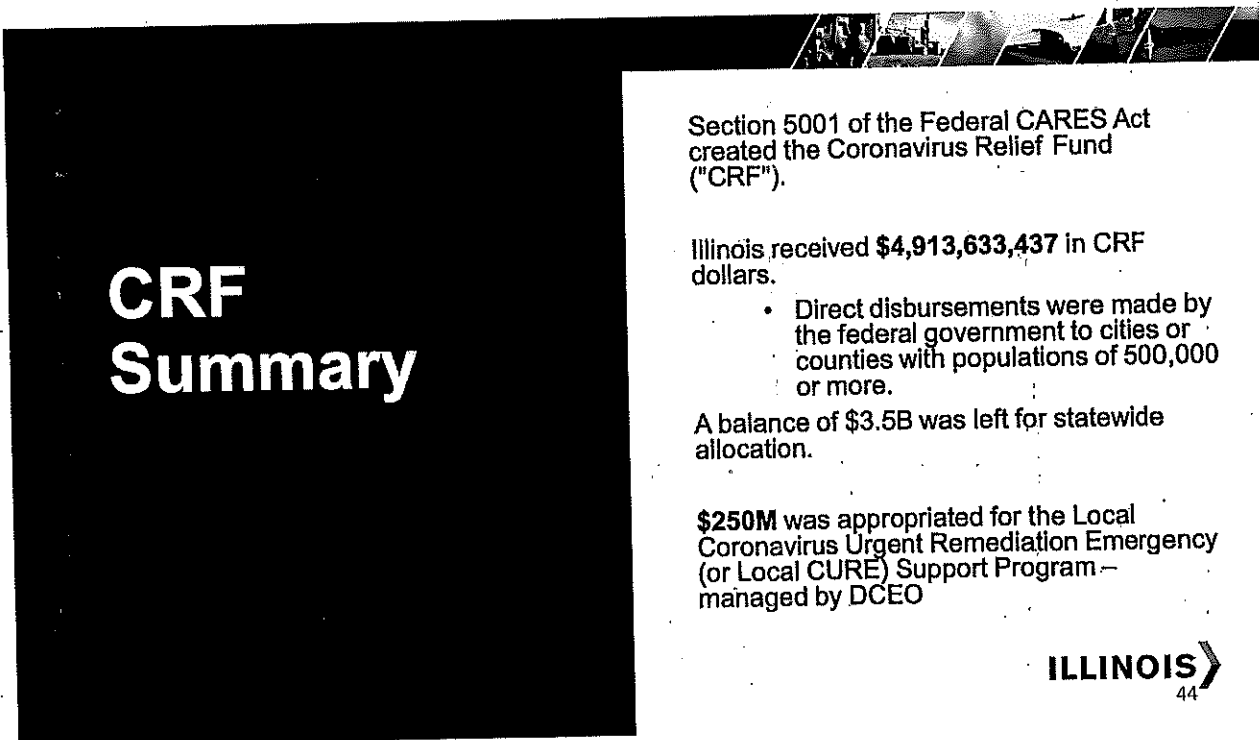 CRF
Summary
Section 5001 of the Federal CARES Act
created the Coronavirus Relief Fund
("CRF").
Illinois received $4,913,633,437 in CRF
dollars.
• Direct disbursements were made by
the federal government to cities or
counties with populations of 500,000
or more.
A balance of $3.5B was left for statewide
allocation.
$250M was appropriated for the Local
Coronavirus Urgent Remediation Emergency
(or Local CURE) Support Program –
managed by DCEO
ILLINOIS
44